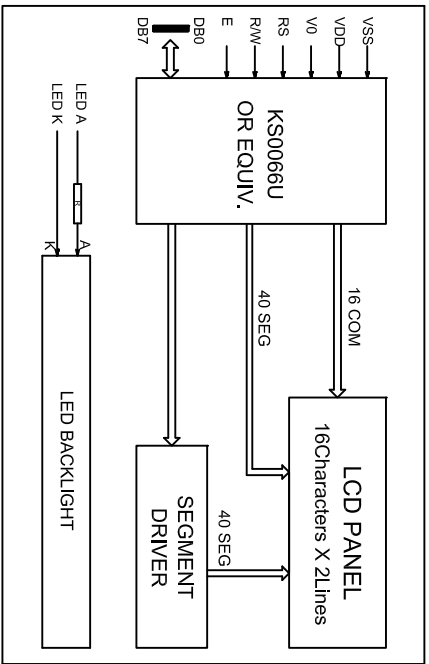 VSS
VDD
V0
RS
R/W
E
DB0
DB7
KS0066U
OR EQUIV.
16 COM
40 SEG
LCD PANEL
16Characters X 2Lines
40 SEG
SEGMENT
DRIVER
LED A
R
A
LED K
K
LED BACKLIGHT